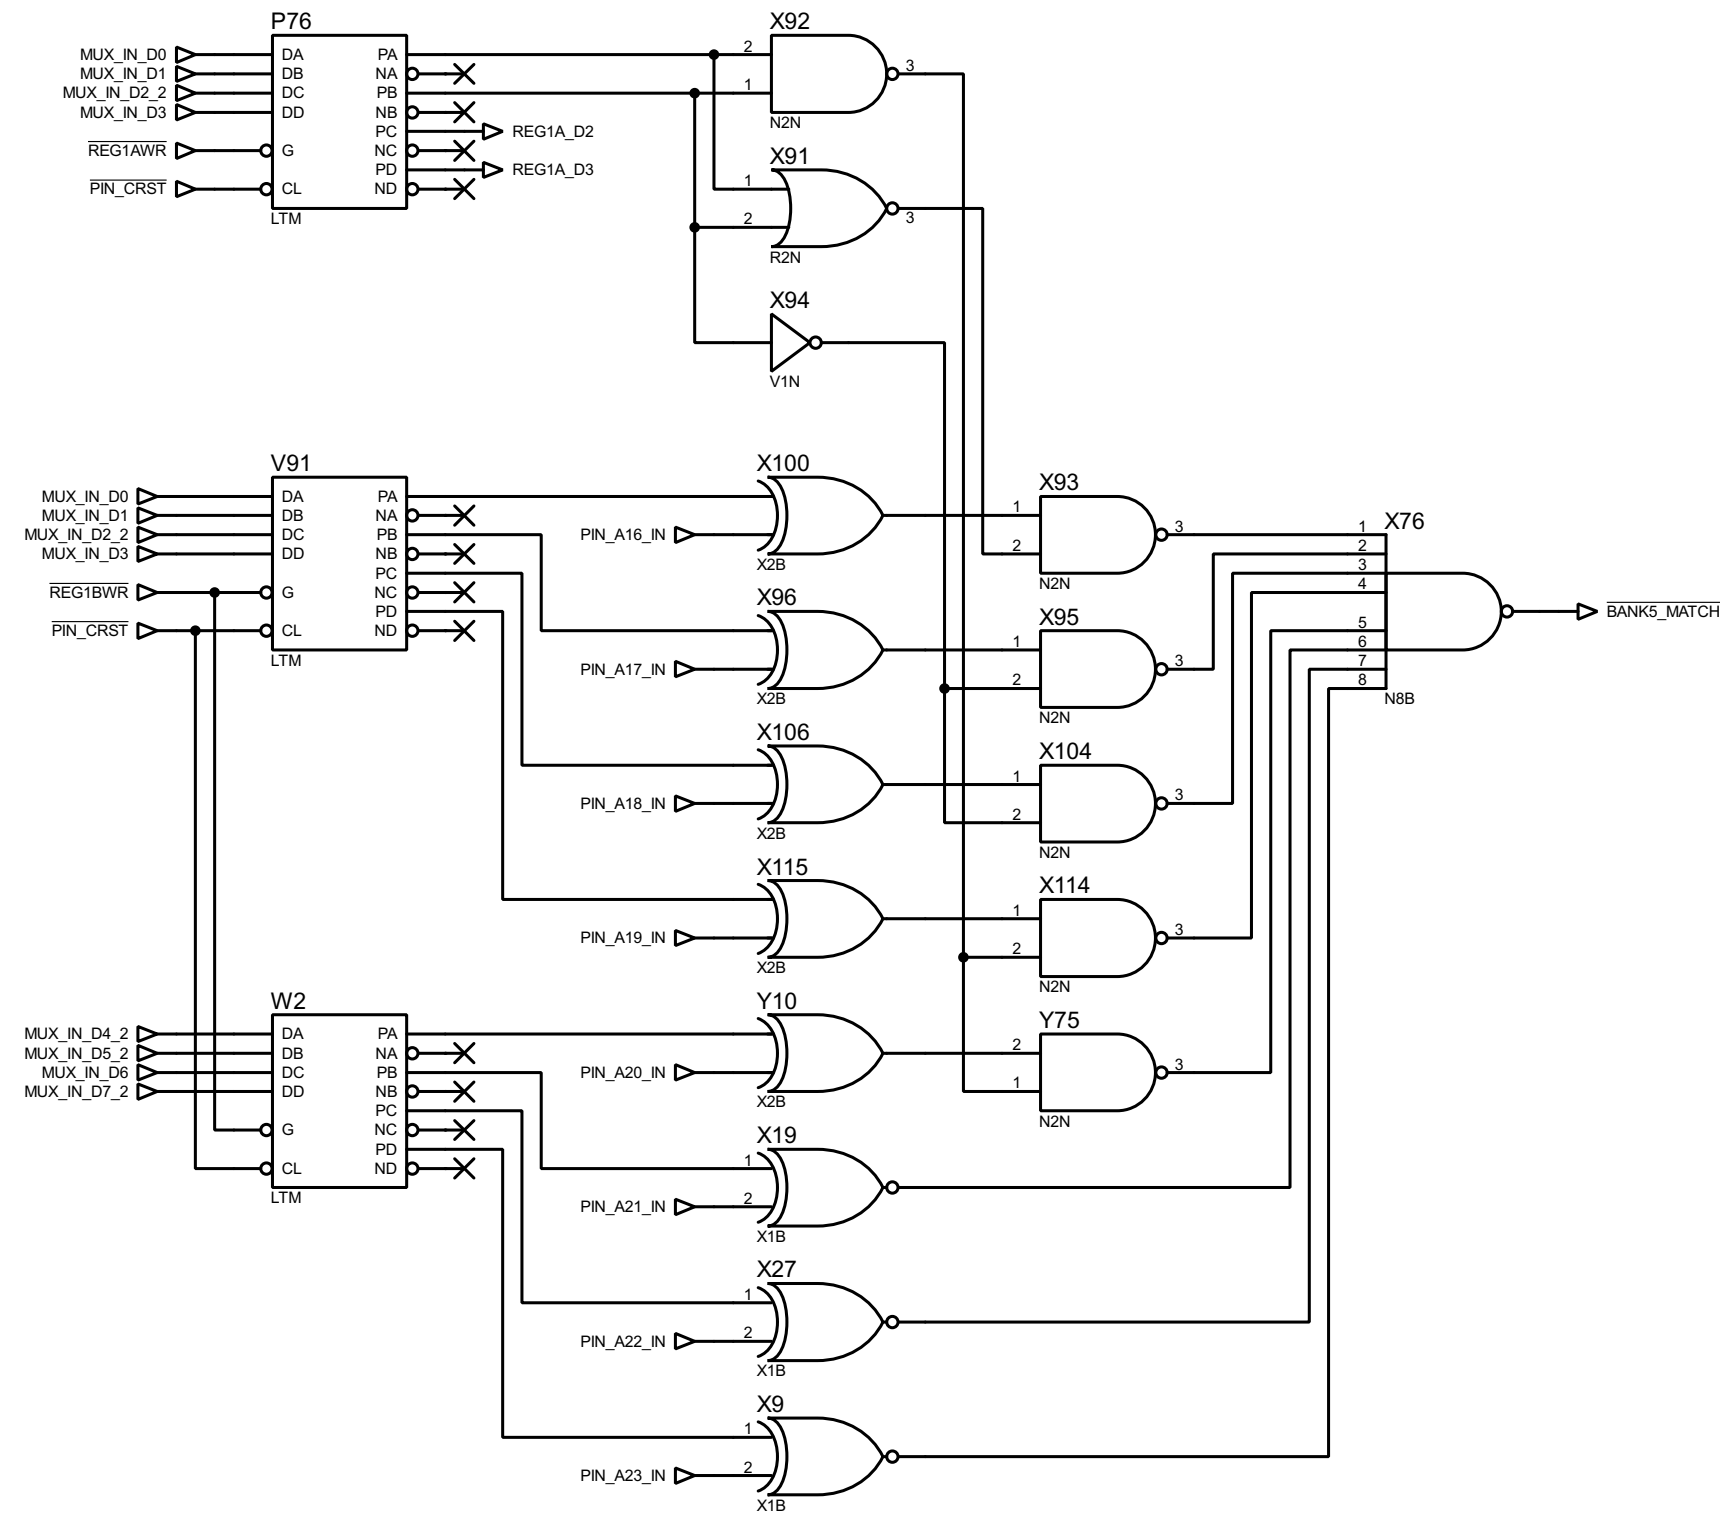 P76
MUX_IN_D0 DA PA
MUX_IN_D1 DB NA
MUX_IN_D2_2 DC PB
MUX_IN_D3 DD NB
PC REG1A_D2
REG1AWR G NC
PD REG1A_D3
PIN_CRST CL ND
LTM
X92
2
1
3
N2N
X91
1
2
3
R2N
X94
V1N
V91
MUX_IN_D0 DA PA
MUX_IN_D1 DB NA
MUX_IN_D2_2 DC PB
MUX_IN_D3 DD NB
PC
REG1BWR G NC
PD
PIN_CRST CL ND
LTM
X100
PIN_A16_IN
X2B
X96
PIN_A17_IN
X2B
X106
PIN_A18_IN
X2B
X115
PIN_A19_IN
X2B
X93
1
2
3
N2N
X95
1
2
3
N2N
X104
1
2
3
N2N
X114
1
2
3
N2N
W2
MUX_IN_D4_2 DA PA
MUX_IN_D5_2 DB NA
MUX_IN_D6 DC PB
MUX_IN_D7_2 DD NB
PC
G NC
PD
CL ND
LTM
Y10
PIN_A20_IN
X2B
Y75
2
1
3
N2N
X19
1
PIN_A21_IN 2
X1B
X27
1
PIN_A22_IN 2
X1B
X9
1
PIN_A23_IN 2
X1B
X76
1
2
3
4
5
6
7
8
N8B
BANK5_MATCH